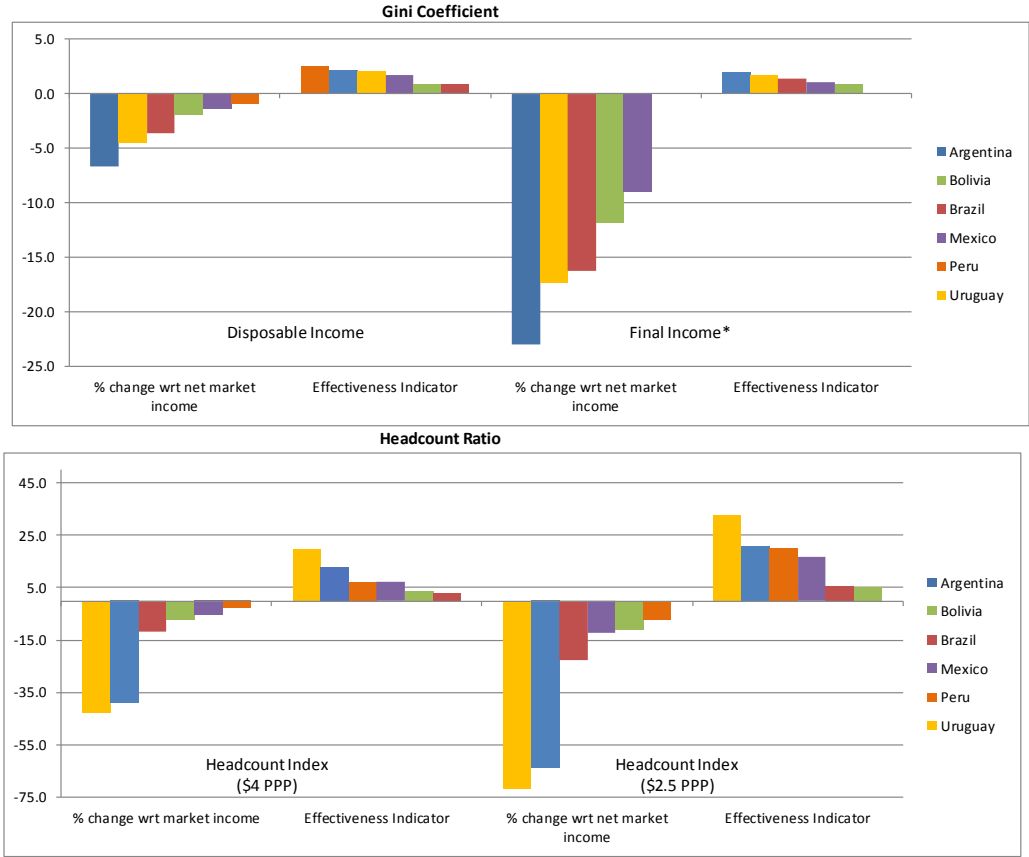 Gini Coefficient
5.0
0.0
-5.0
-10.0
-15.0
-20.0
-25.0
Disposable Income
Final Income*
% change wrt net market
income
Effectiveness Indicator
% change wrt net market
income
Effectiveness Indicator
Argentina
Bolivia
Brazil
Mexico
Peru
Uruguay
Headcount Ratio
45.0
25.0
5.0
-15.0
-35.0
-55.0
-75.0
Headcount Index
($4 PPP)
Headcount Index
($2.5 PPP)
% change wrt market income
Effectiveness Indicator
% change wrt net market
income
Effectiveness Indicator
Argentina
Bolivia
Brazil
Mexico
Peru
Uruguay